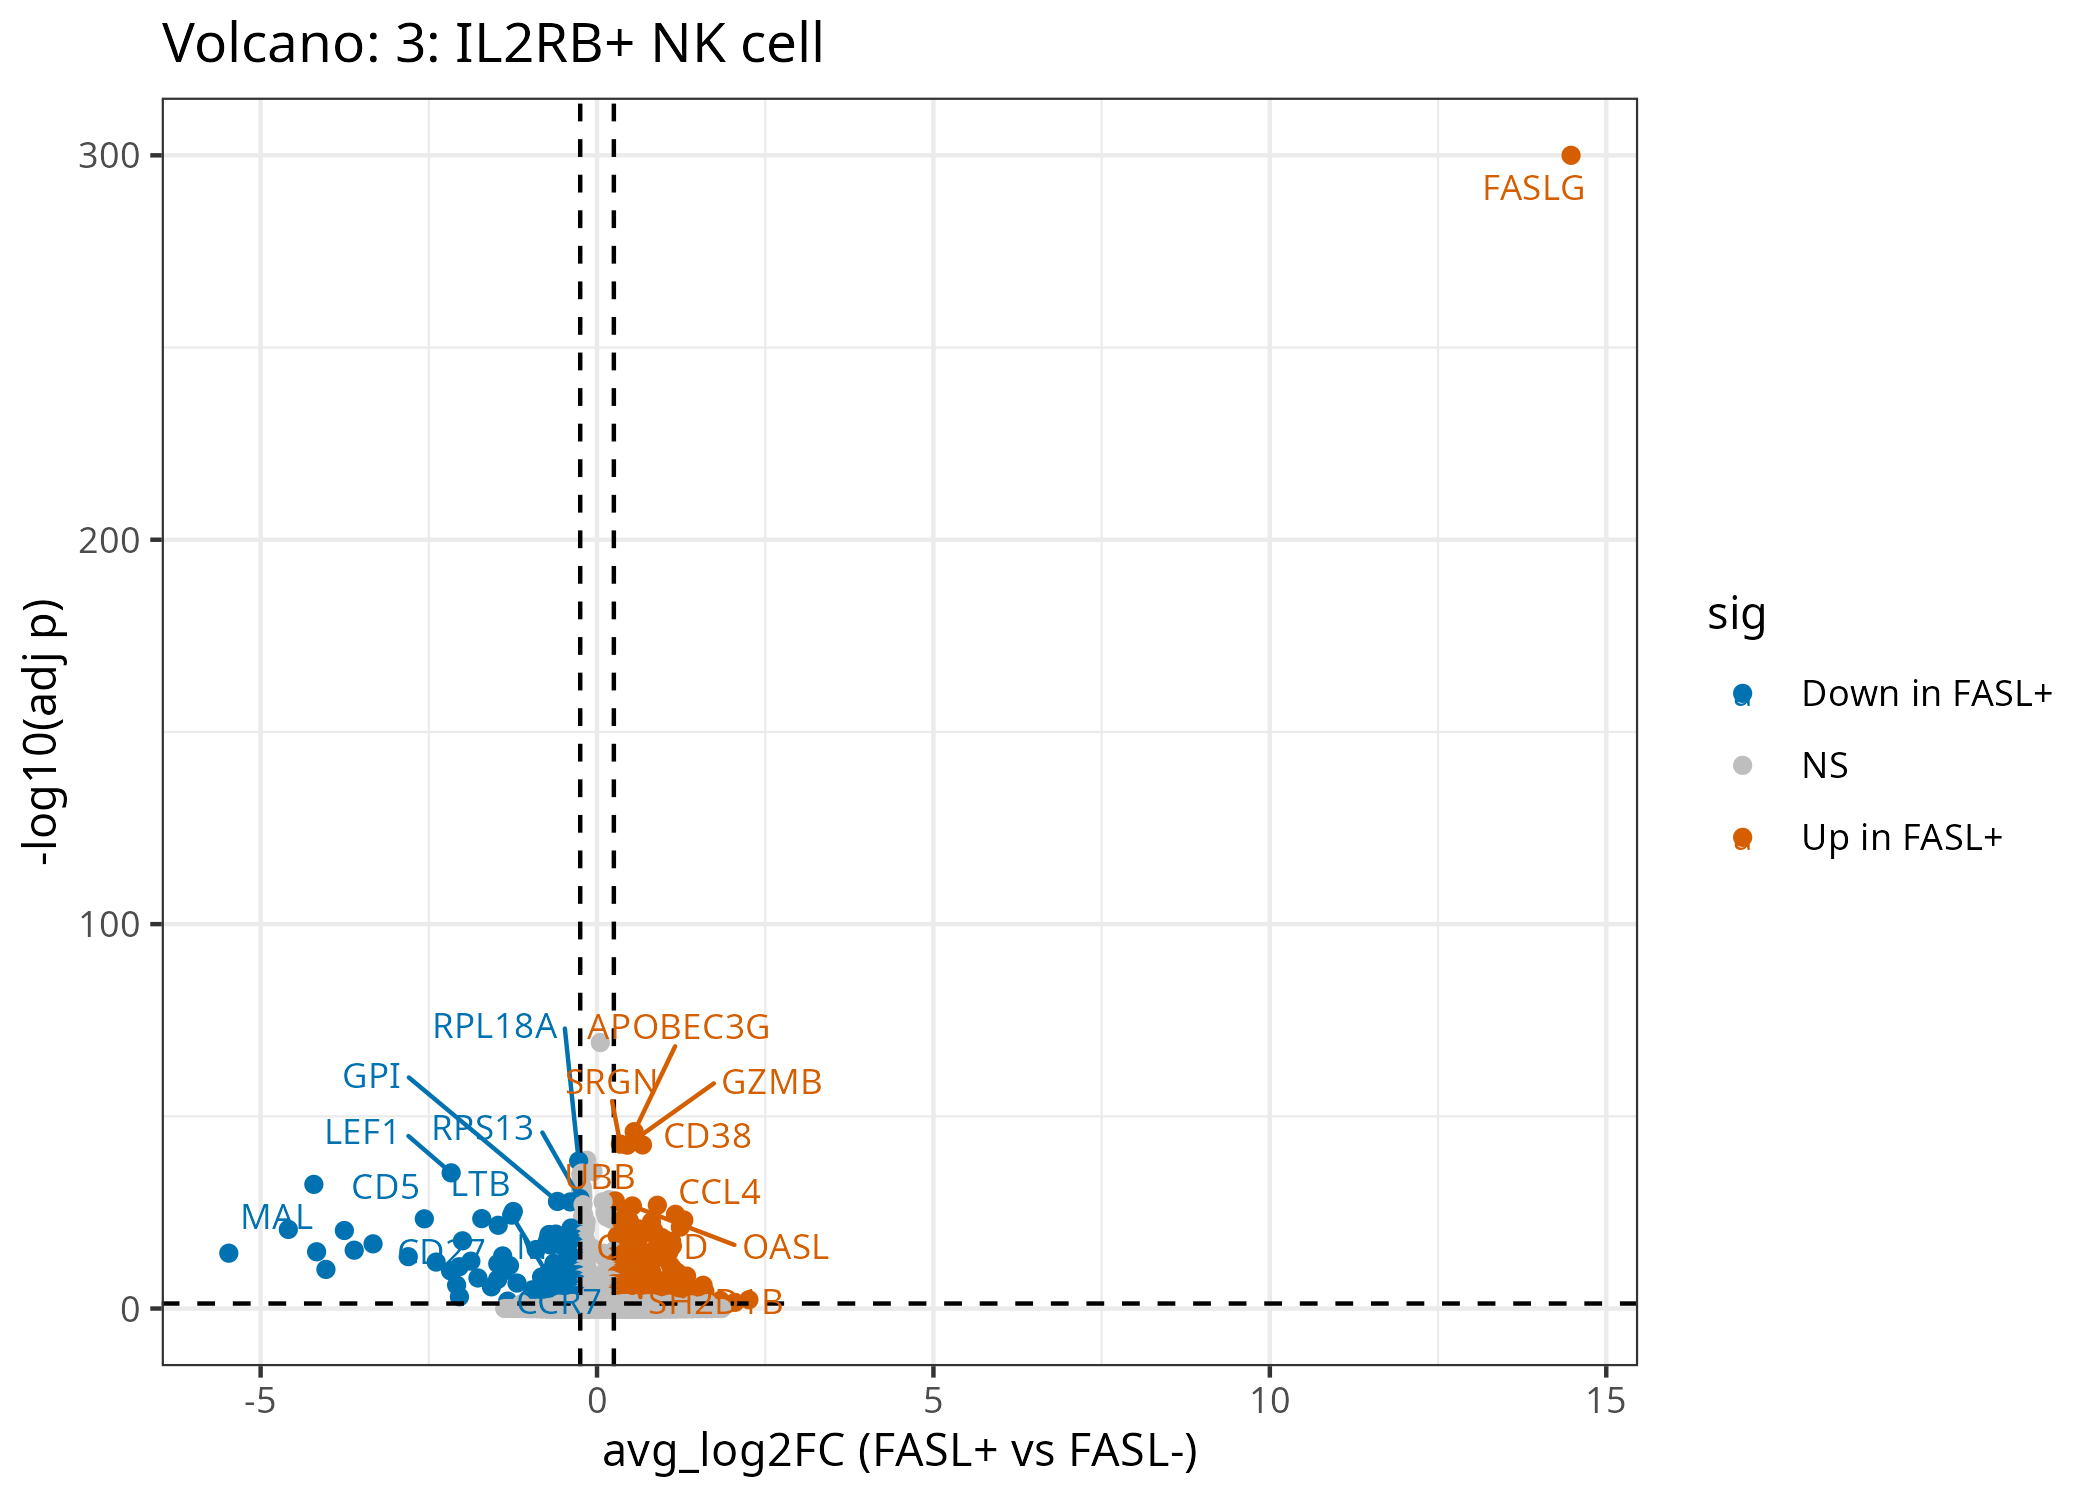 Volcano: 3: IL2RB+ NK cell
300
FASLG
200
100
0
-log10(adj p)
RPL18A
APOBEC3G
GPI
SRGN
GZMB
LEF1
RPS13
CD38
CD5
LTB
UBB
CCL4
MAL
CD27
OASL
CCR7
SH2D1B
-5
0
5
10
15
avg_log2FC (FASL+ vs FASL-)
sig
Down in FASL+
NS
Up in FASL+